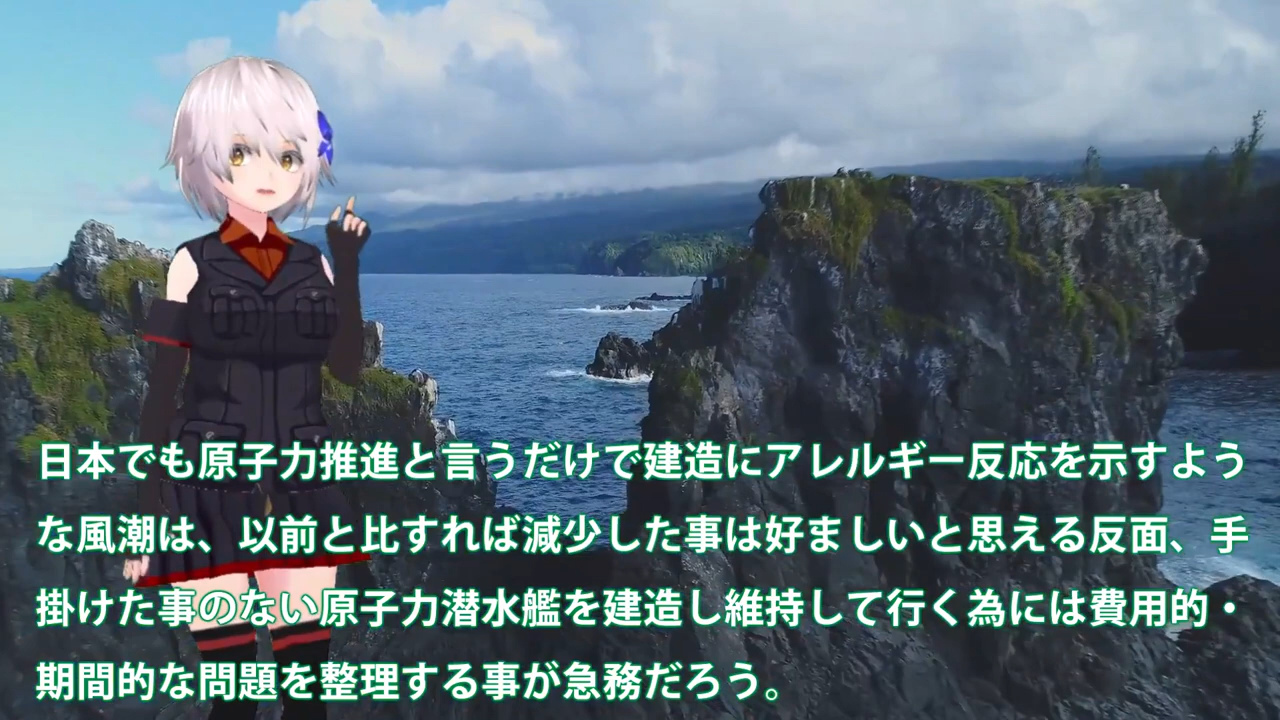 日本でも原子力推進と言うだけで建造にアレルギー反応を示すよう
な風潮は、以前と比すれば減少した事は好ましいと思える反面、手
掛けた事のない原子力潜水艦を建造し維持して行く為には費用的・
期間的な問題を整理する事が急務だろう。